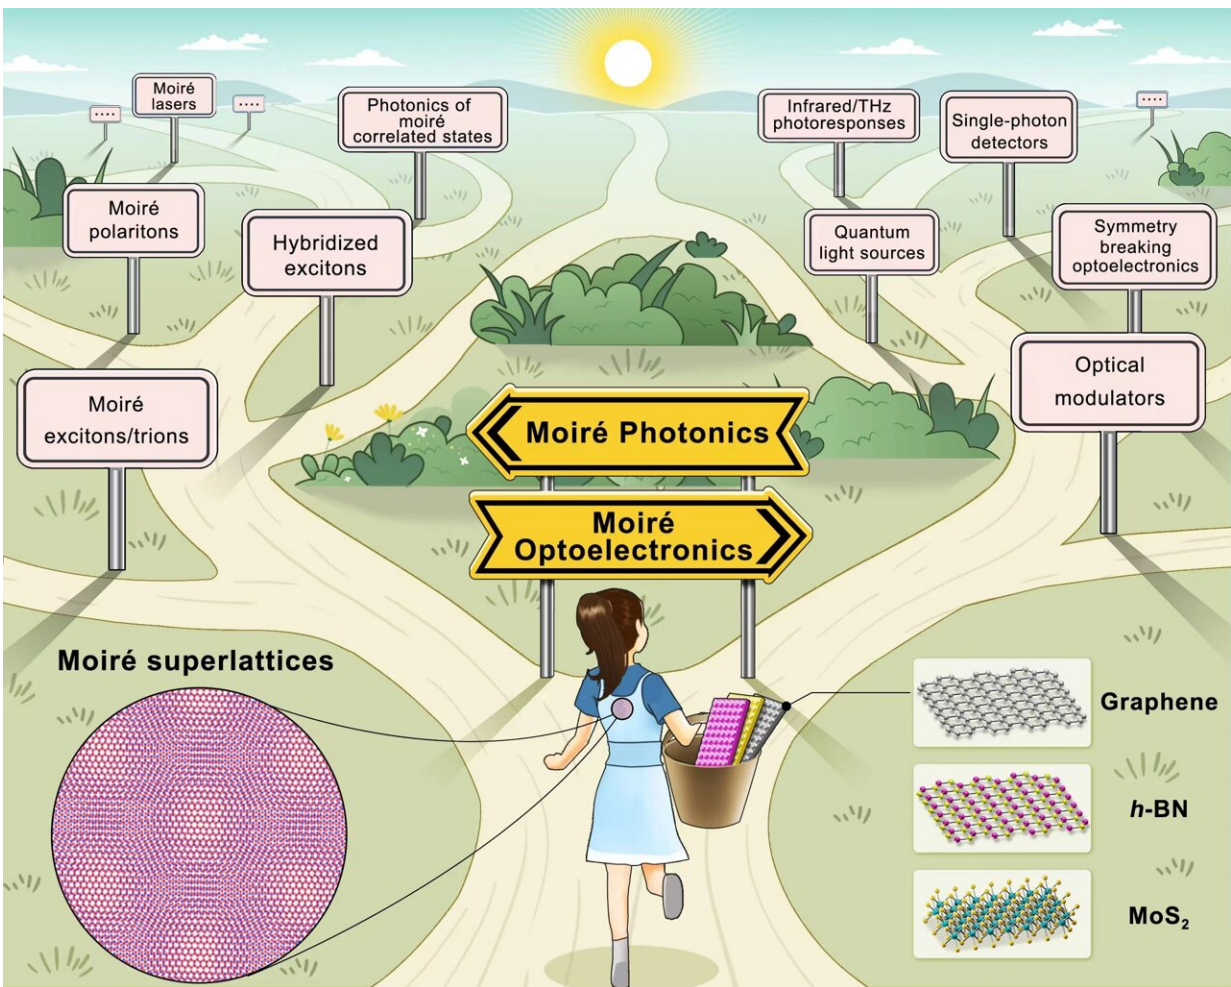 Moiré
lasers
....
....
Photonics of
moiré
correlated states
Infrared/THz
photoresponses
Single-photon
detectors
....
Moiré
polaritons
Hybridized
excitons
Quantum
light sources
Symmetry
breaking
optoelectronics
Moiré
excitons/trions
Optical
modulators
Moiré Photonics
Moiré
Optoelectronics
Moiré superlattices
Graphene
h-BN
MoS₂